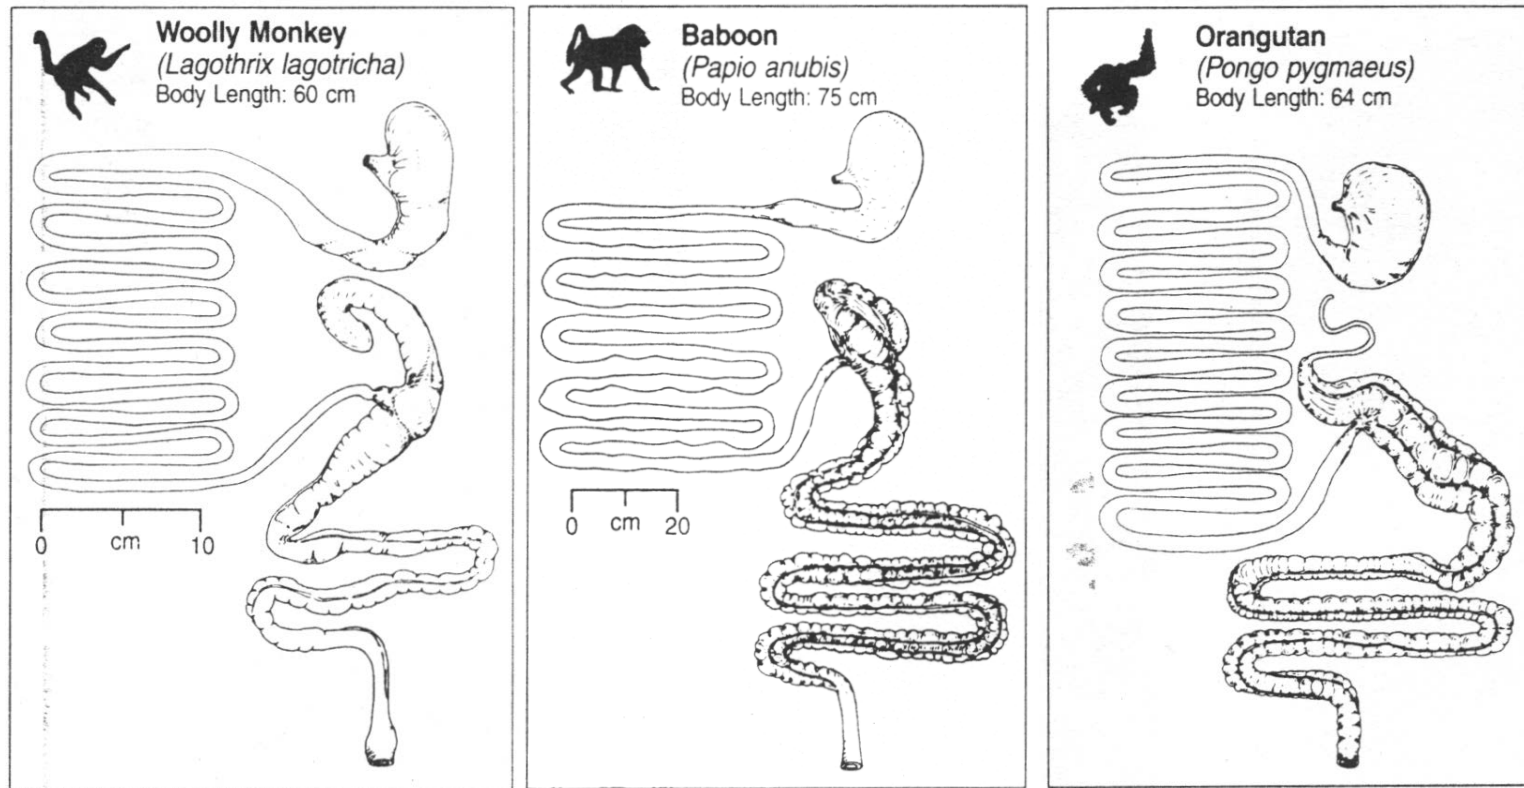 Woolly Monkey
(Lagothrix lagotricha)
Body Length: 60 cm
0 cm 10
Baboon
(Papio anubis)
Body Length: 75 cm
0 cm 20
Orangutan
(Pongo pygmaeus)
Body Length: 64 cm